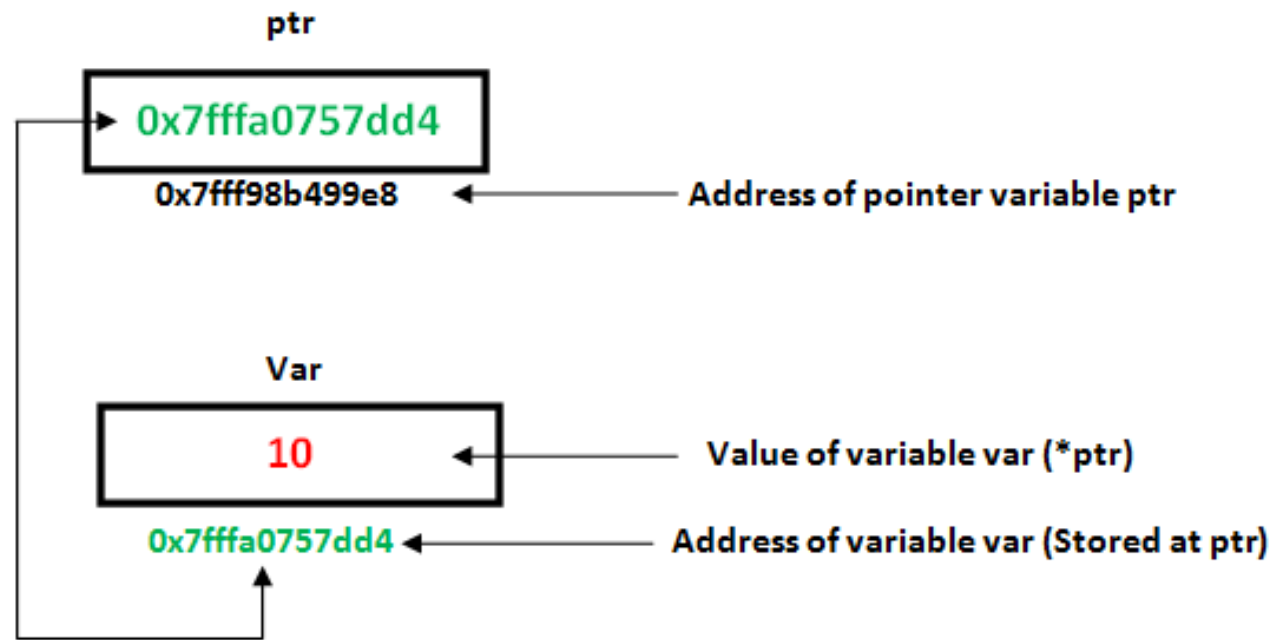 ptr
0x7fffa0757dd4
0x7fff98b499e8
Address of pointer variable ptr
Var
10
Value of variable var (*ptr)
0x7fffa0757dd4
Address of variable var (Stored at ptr)